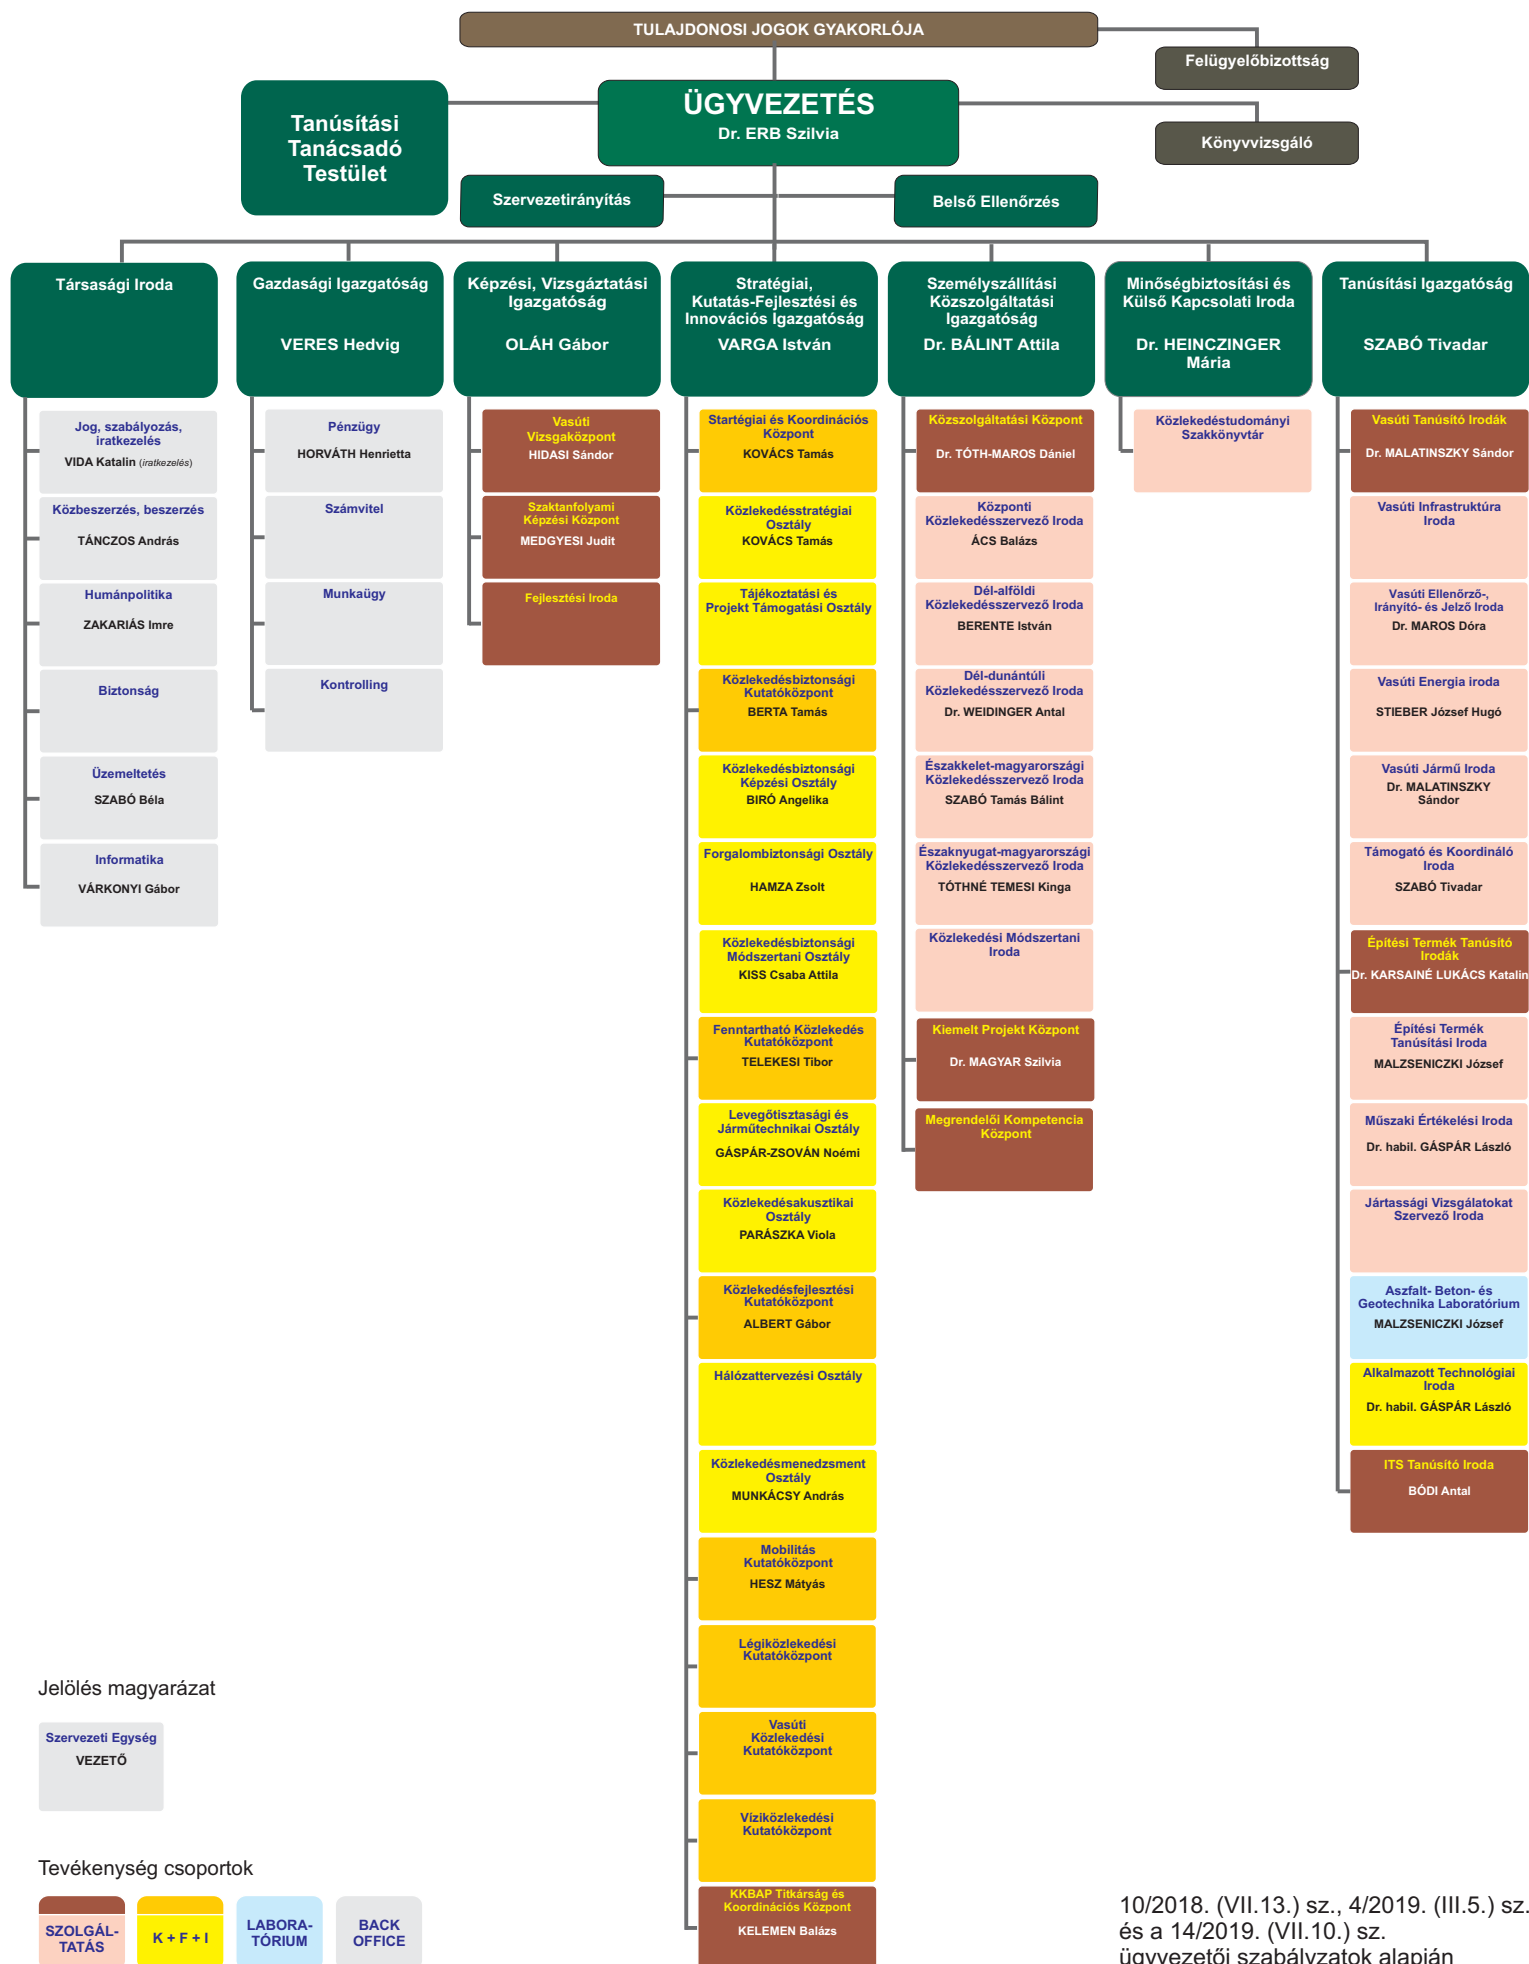 TULAJDONOSI JOGOK GYAKORLÓJA
Felügyelőbizottság
ÜGYVEZETÉS
Dr. ERB Szilvia
Tanúsítási
Tanácsadó
Testület
Könyvvizsgáló
Szervezetirányítás
Belső Ellenőrzés
Társasági Iroda
Jog, szabályozás,
iratkezelés
VIDA Katalin (iratkezelés)
Közbeszerzés, beszerzés
TÁNCZOS András
Humánpolitika
ZAKARIÁS Imre
Biztonság
Üzemeltetés
SZABÓ Béla
Informatika
VÁRKONYI Gábor
Gazdasági Igazgatóság
VERES Hedvig
Pénzügy
HORVÁTH Henrietta
Számvitel
Munkaügy
Kontrolling
Képzési, Vizsgáztatási
Igazgatóság
OLÁH Gábor
Vasúti
Vizsgaközpont
HIDASI Sándor
Szaktanfolyami
Képzési Központ
MEDGYESI Judit
Fejlesztési Iroda
Stratégiai,
Kutatás-Fejlesztési és
Innovációs Igazgatóság
VARGA István
Startégiai és Koordinációs
Központ
KOVÁCS Tamás
Közlekedésstratégiai
Osztály
KOVÁCS Tamás
Tájékoztatási és
Projekt Támogatási Osztály
Közlekedésbiztonsági
Kutatóközpont
BERTA Tamás
Közlekedésbiztonsági
Képzési Osztály
BIRÓ Angelika
Forgalombiztonsági Osztály
HAMZA Zsolt
Közlekedésbiztonsági
Módszertani Osztály
KISS Csaba Attila
Fenntartható Közlekedés
Kutatóközpont
TELEKESI Tibor
Levegőtisztasági és
Járműtechnikai Osztály
GÁSPÁR-ZSOVÁN Noémi
Közlekedésakusztikai
Osztály
PARÁSZKA Viola
Közlekedésfejlesztési
Kutatóközpont
ALBERT Gábor
Hálózattervezési Osztály
Közlekedésmenedzsment
Osztály
MUNKÁCSY András
Mobilitás
Kutatóközpont
HESZ Mátyás
Légiközlekedési
Kutatóközpont
Vasúti
Közlekedési
Kutatóközpont
Víziközlekedési
Kutatóközpont
KKBAP Titkárság és
Koordinációs Központ
KELEMEN Balázs
Személyszállítási
Közszolgáltatási
Igazgatóság
Dr. BÁLINT Attila
Közszolgáltatási Központ
Dr. TÓTH-MAROS Dániel
Központi
Közlekedésszervező Iroda
ÁCS Balázs
Dél-alföldi
Közlekedésszervező Iroda
BERENTE István
Dél-dunántúli
Közlekedésszervező Iroda
Dr. WEIDINGER Antal
Északkelet-magyarországi
Közlekedésszervező Iroda
SZABÓ Tamás Bálint
Északnyugat-magyarországi
Közlekedésszervező Iroda
TÓTHNÉ TEMESI Kinga
Közlekedési Módszertani
Iroda
Kiemelt Projekt Központ
Dr. MAGYAR Szilvia
Megrendelői Kompetencia
Központ
Minőségbiztosítási és
Külső Kapcsolati Iroda
Dr. HEINCZINGER
Mária
Közlekedéstudományi
Szakkönyvtár
Tanúsítási Igazgatóság
SZABÓ Tivadar
Vasúti Tanúsító Irodák
Dr. MALATINSZKY Sándor
Vasúti Infrastruktúra
Iroda
Vasúti Ellenőrző-,
Irányító- és Jelző Iroda
Dr. MAROS Dóra
Vasúti Energia iroda
STIEBER József Hugó
Vasúti Jármű Iroda
Dr. MALATINSZKY
Sándor
Támogató és Koordináló
Iroda
SZABÓ Tivadar
Építési Termék Tanúsító
Irodák
Dr. KARSAINÉ LUKÁCS Katalin
Építési Termék
Tanúsítási Iroda
MALZSENICZKI József
Műszaki Értékelési Iroda
Dr. habil. GÁSPÁR László
Jártassági Vizsgálatokat
Szervező Iroda
Aszfalt- Beton- és
Geotechnika Laboratórium
MALZSENICZKI József
Alkalmazott Technológiai
Iroda
Dr. habil. GÁSPÁR László
ITS Tanúsító Iroda
BÓDI Antal
Jelölés magyarázat
Szervezeti Egység
VEZETŐ
Tevékenység csoportok
SZOLGÁL-
TATÁS
K + F + I
LABORA-
TÓRIUM
BACK
OFFICE
10/2018. (VII.13.) sz., 4/2019. (III.5.) sz.
és a 14/2019. (VII.10.) sz.
ügyvezetői szabályzatok alapján